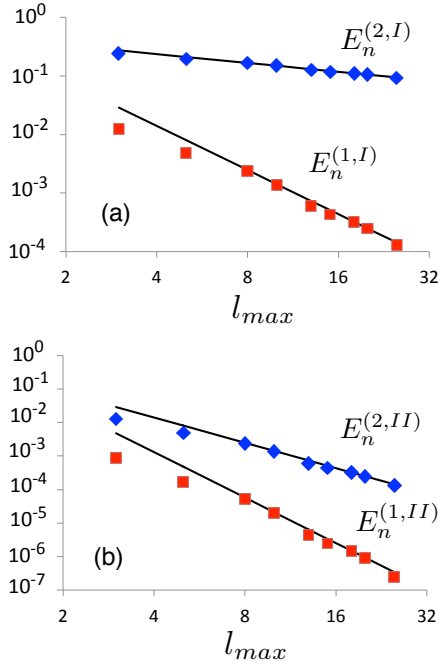 10^0
10^-1
10^-2
10^-3
10^-4
E_n^(2,I)
E_n^(1,I)
(a)
2 4 8 16 32
l_max
10^0
10^-1
10^-2
10^-3
10^-4
10^-5
10^-6
10^-7
E_n^(2,II)
E_n^(1,II)
(b)
2 4 8 16 32
l_max